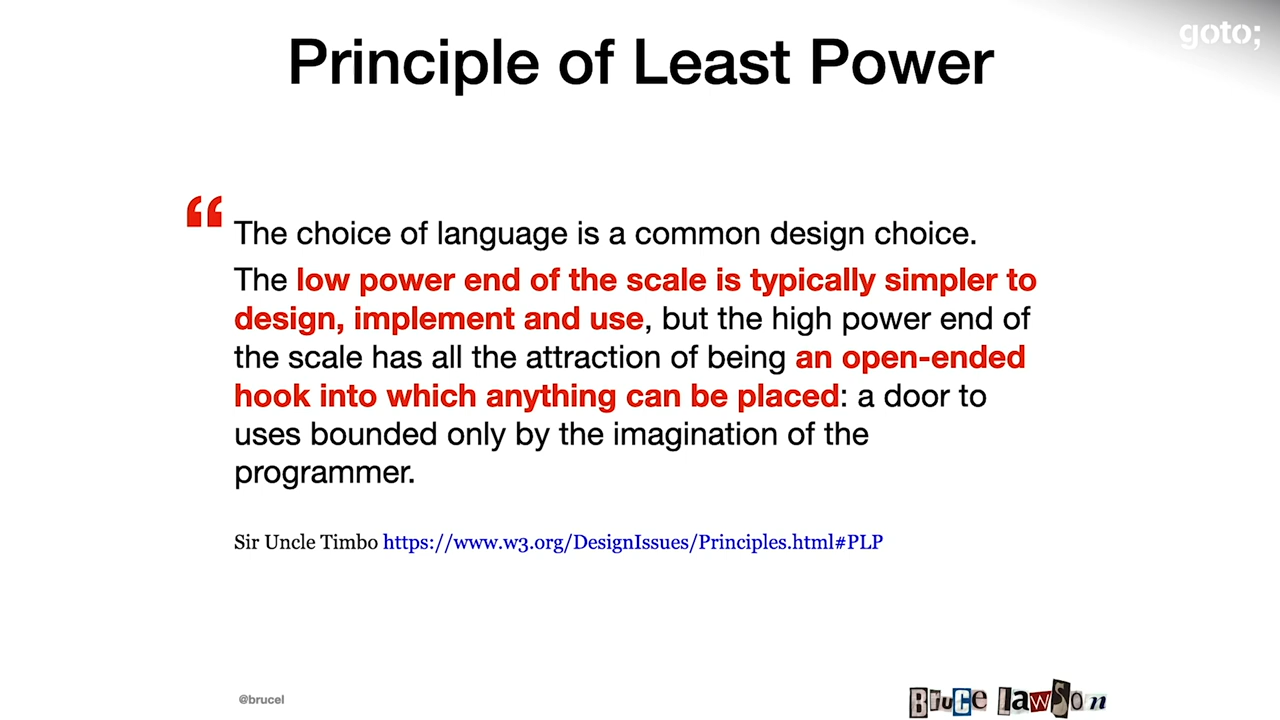 goto;
Principle of Least Power
“
The choice of language is a common design choice.
The low power end of the scale is typically simpler to
design, implement and use, but the high power end of
the scale has all the attraction of being an open-ended
hook into which anything can be placed: a door to
uses bounded only by the imagination of the
programmer.
Sir Uncle Timbo https://www.w3.org/DesignIssues/Principles.html#PLP
@brucel
BruCe lawSon